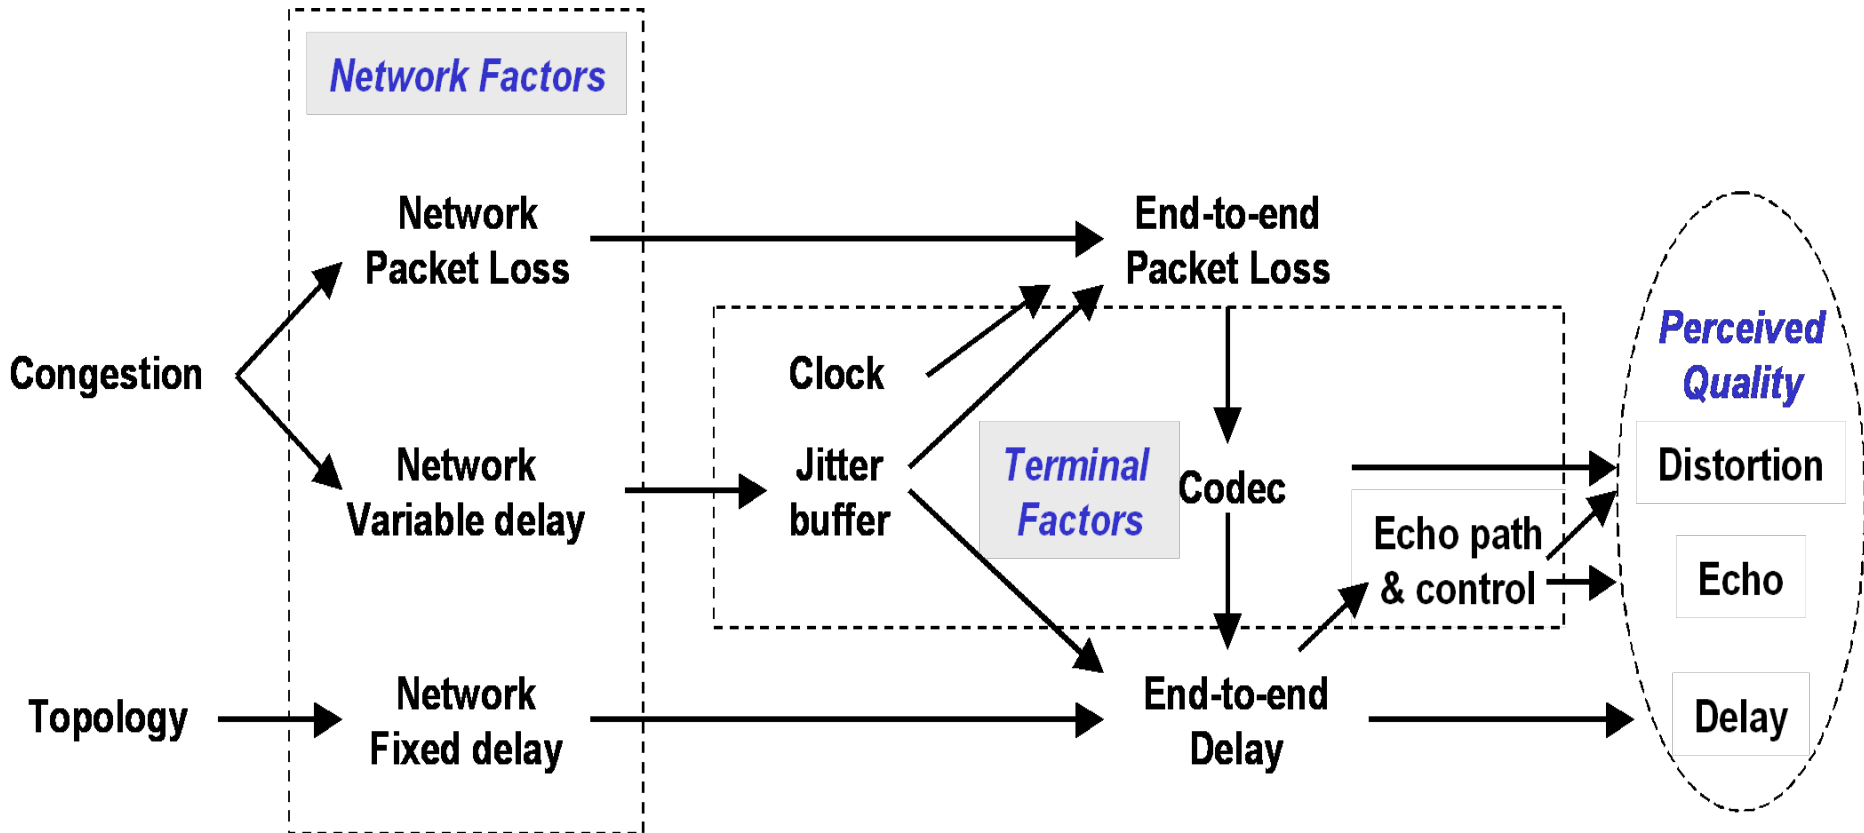 Network Factors
Network
Packet Loss
End-to-end
Packet Loss
Congestion
Clock
Perceived
Quality
Network
Variable delay
Jitter
buffer
Terminal
Factors
Codec
Distortion
Echo path
& control
Echo
Topology
Network
Fixed delay
End-to-end
Delay
Delay